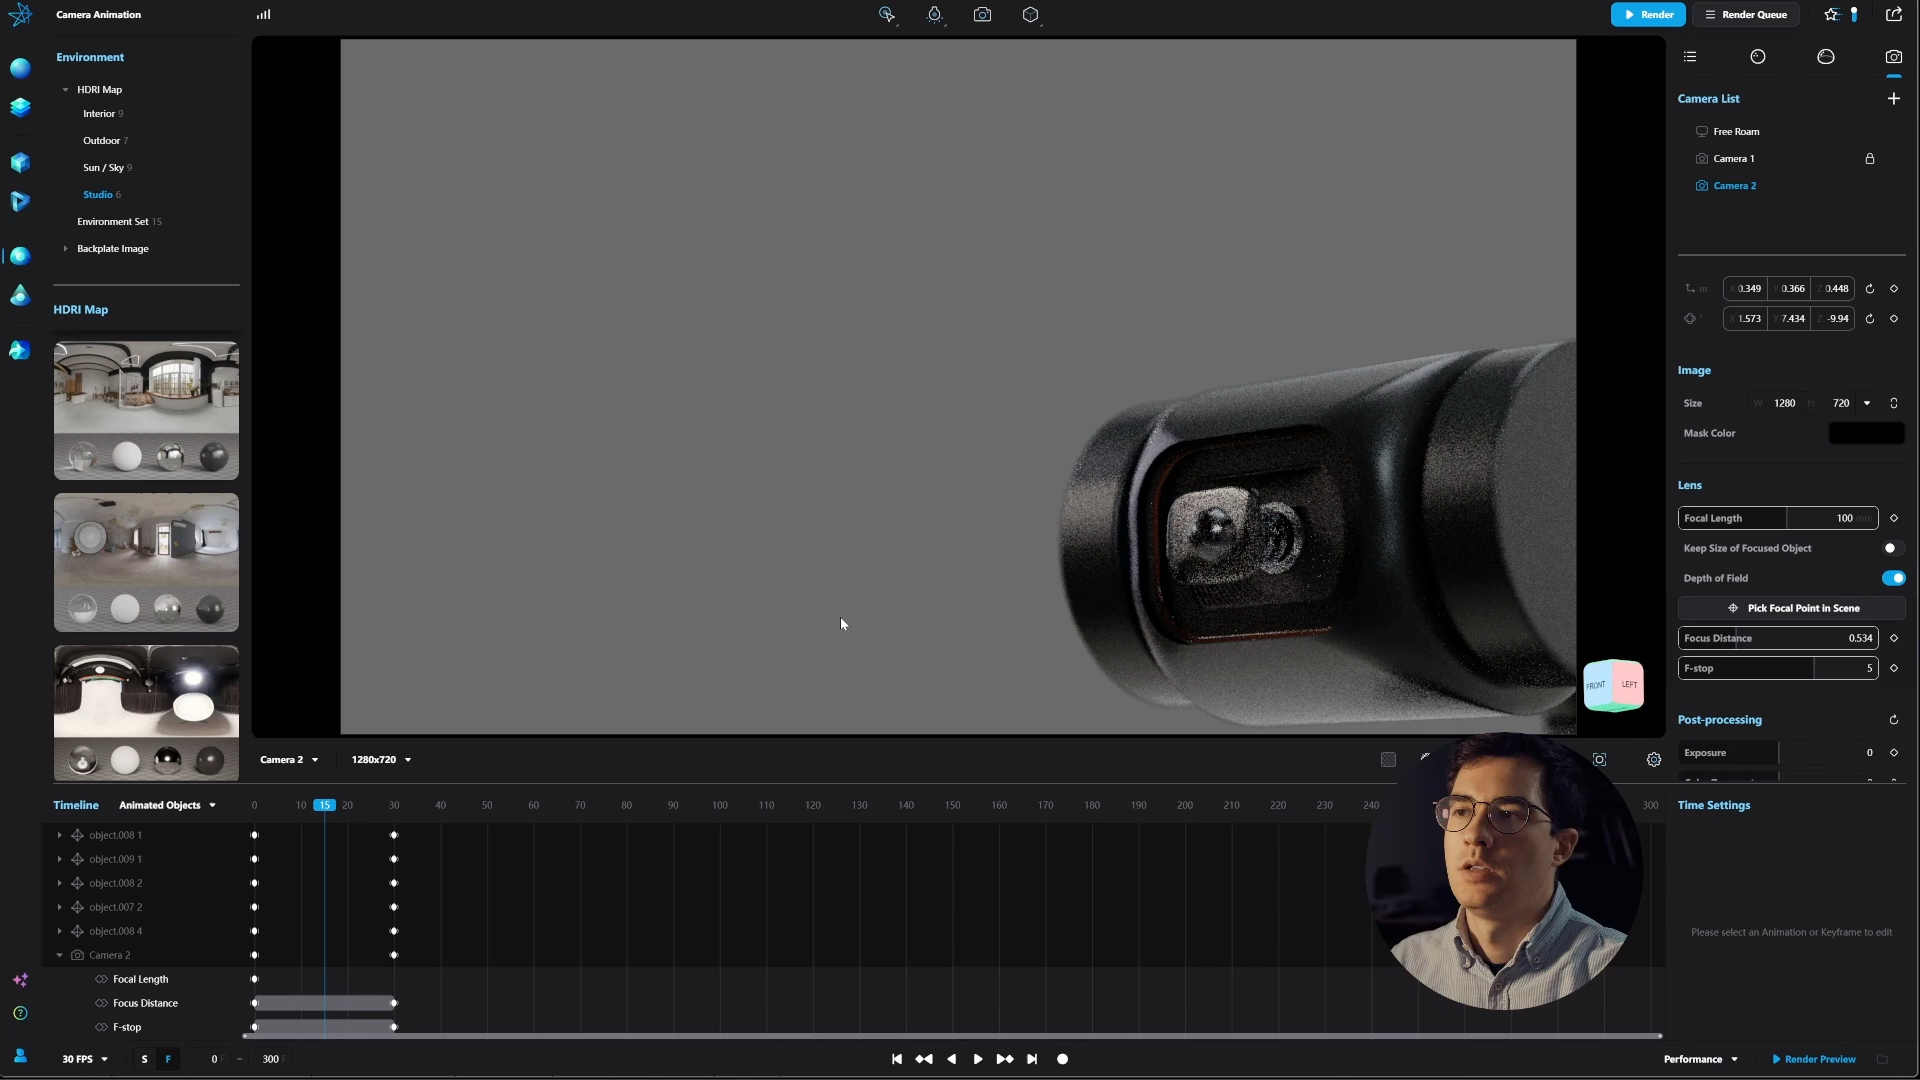 Camera Animation
Render
Render Queue
Environment
HDRI Map
Interior 9
Outdoor 7
Sun / Sky 9
Studio 6
Environment Set 15
Backplate Image
HDRI Map
FRONT
LEFT
Camera 2
1280x720
Camera List
Free Roam
Camera 1
Camera 2
m X 0.349 Y 0.366 Z 0.448
° X 1.573 Y 7.434 Z -9.94
Image
Size W 1280 H 720
Mask Color
Lens
Focal Length 100 mm
Keep Size of Focused Object
Depth of Field
Pick Focal Point in Scene
Focus Distance 0.534
F-stop 5
Post-processing
Exposure 0
Timeline Animated Objects 0 10 15 20 30 40 50 60 70 80 90 100 110 120 130 140 150 160 170 180 190 200 210 220 230 240 300
object.008 1
object.009 1
object.008 2
object.007 2
object.008 4
Camera 2
Focal Length
Focus Distance
F-stop
Time Settings
Please select an Animation or Keyframe to edit
30 FPS S F 0 F - 300 F
Performance
Render Preview